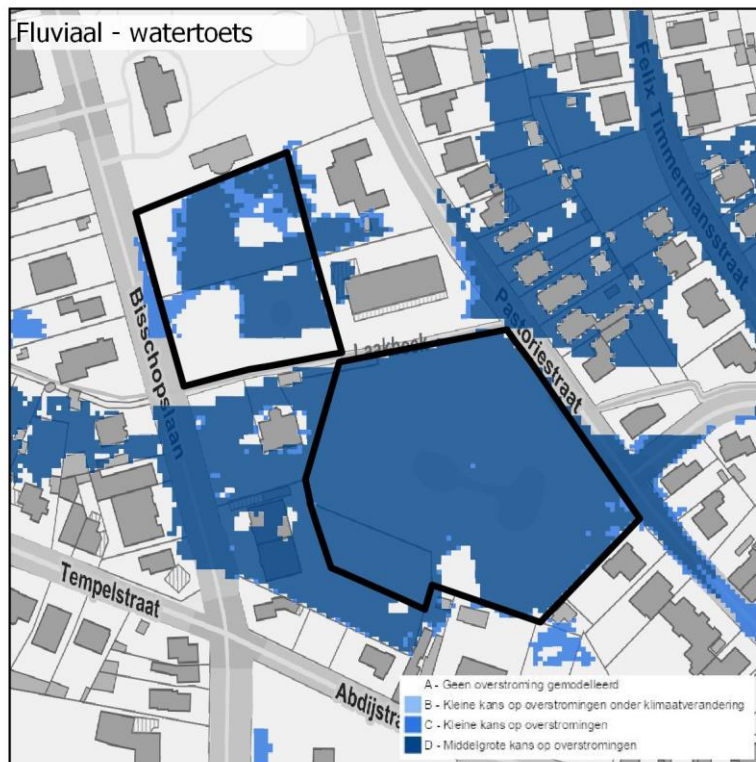 Fluviaal - watertoets
Felix Timmermansstraat
Bisschopslaan
Laakbeek
Pastoriestraat
Tempelstraat
Abdijstra
A - Geen overstroming gemodelleerd
B - Kleine kans op overstromingen onder klimaatverandering
C - Kleine kans op overstromingen
D - Middelgrote kans op overstromingen